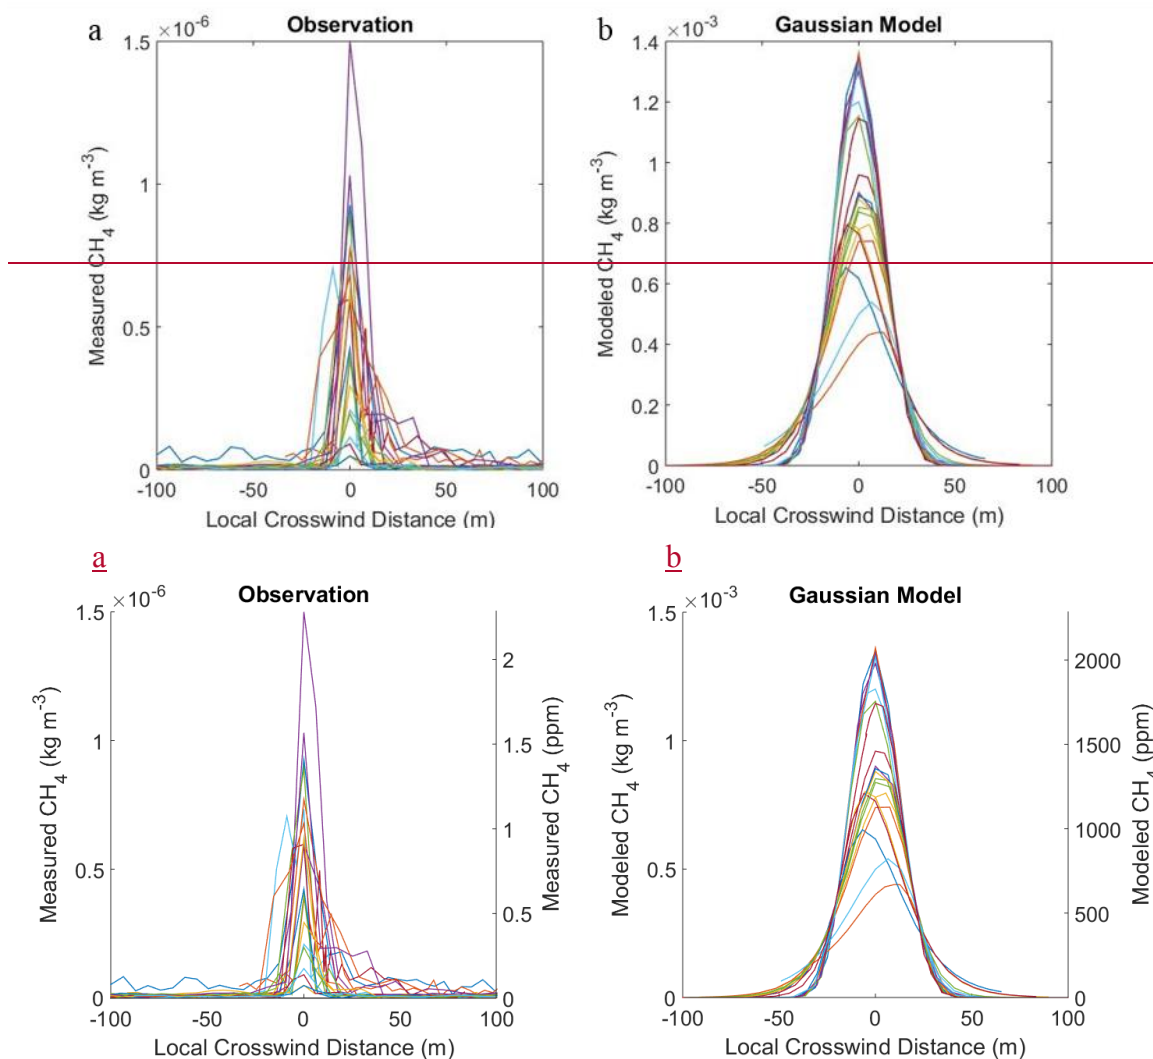 a
Observation
×10⁻⁶
1.5
1
0.5
0
Measured CH₄ (kg m⁻³)
-100 -50 0 50 100
Local Crosswind Distance (m)
b
Gaussian Model
×10⁻³
1.4
1.2
1
0.8
0.6
0.4
0.2
0
Modeled CH₄ (kg m⁻³)
-100 -50 0 50 100
Local Crosswind Distance (m)
a
Observation
×10⁻⁶
1.5
1
0.5
0
Measured CH₄ (kg m⁻³)
2
1.5
1
0.5
0
Measured CH₄ (ppm)
-100 -50 0 50 100
Local Crosswind Distance (m)
b
Gaussian Model
×10⁻³
1.5
1
0.5
0
Modeled CH₄ (kg m⁻³)
2000
1500
1000
500
0
Modeled CH₄ (ppm)
-100 -50 0 50 100
Local Crosswind Distance (m)